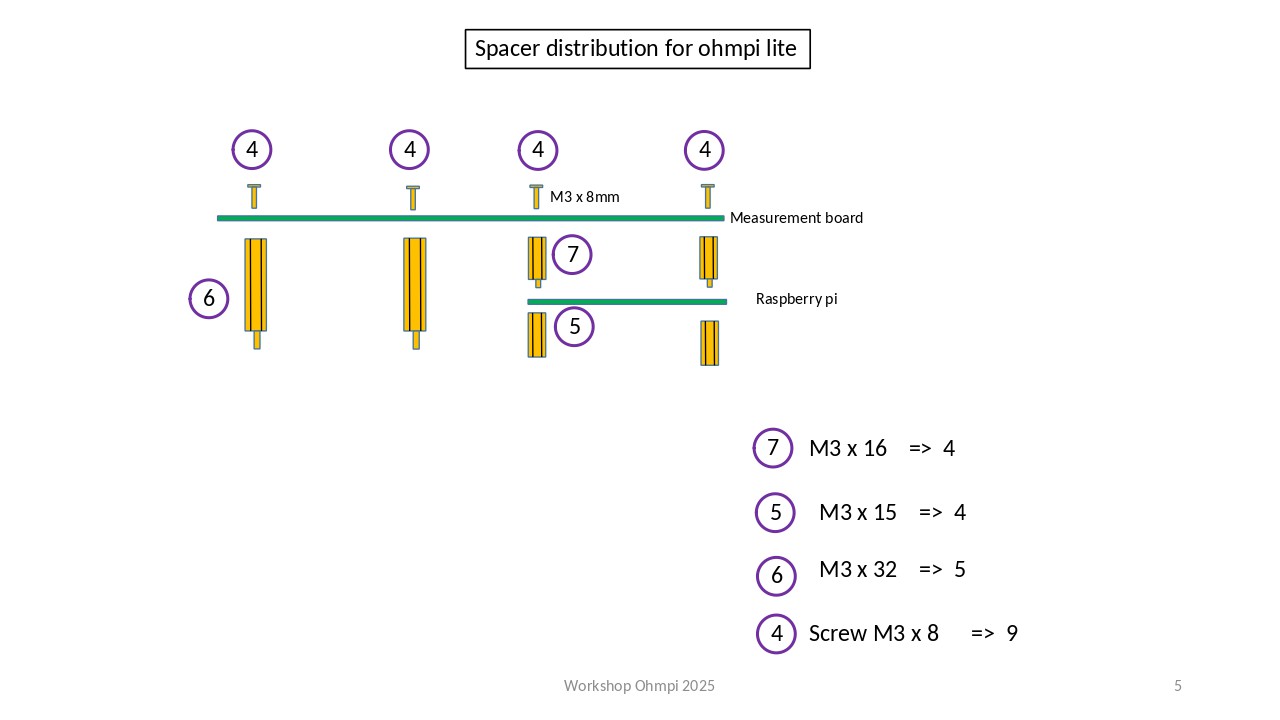 Spacer distribution for ohmpi lite
4 4 4 4
M3 x 8mm
Measurement board
7
6
Raspberry pi
5
7 M3 x 16 => 4
5 M3 x 15 => 4
6 M3 x 32 => 5
4 Screw M3 x 8 => 9
Workshop Ohmpi 2025 5